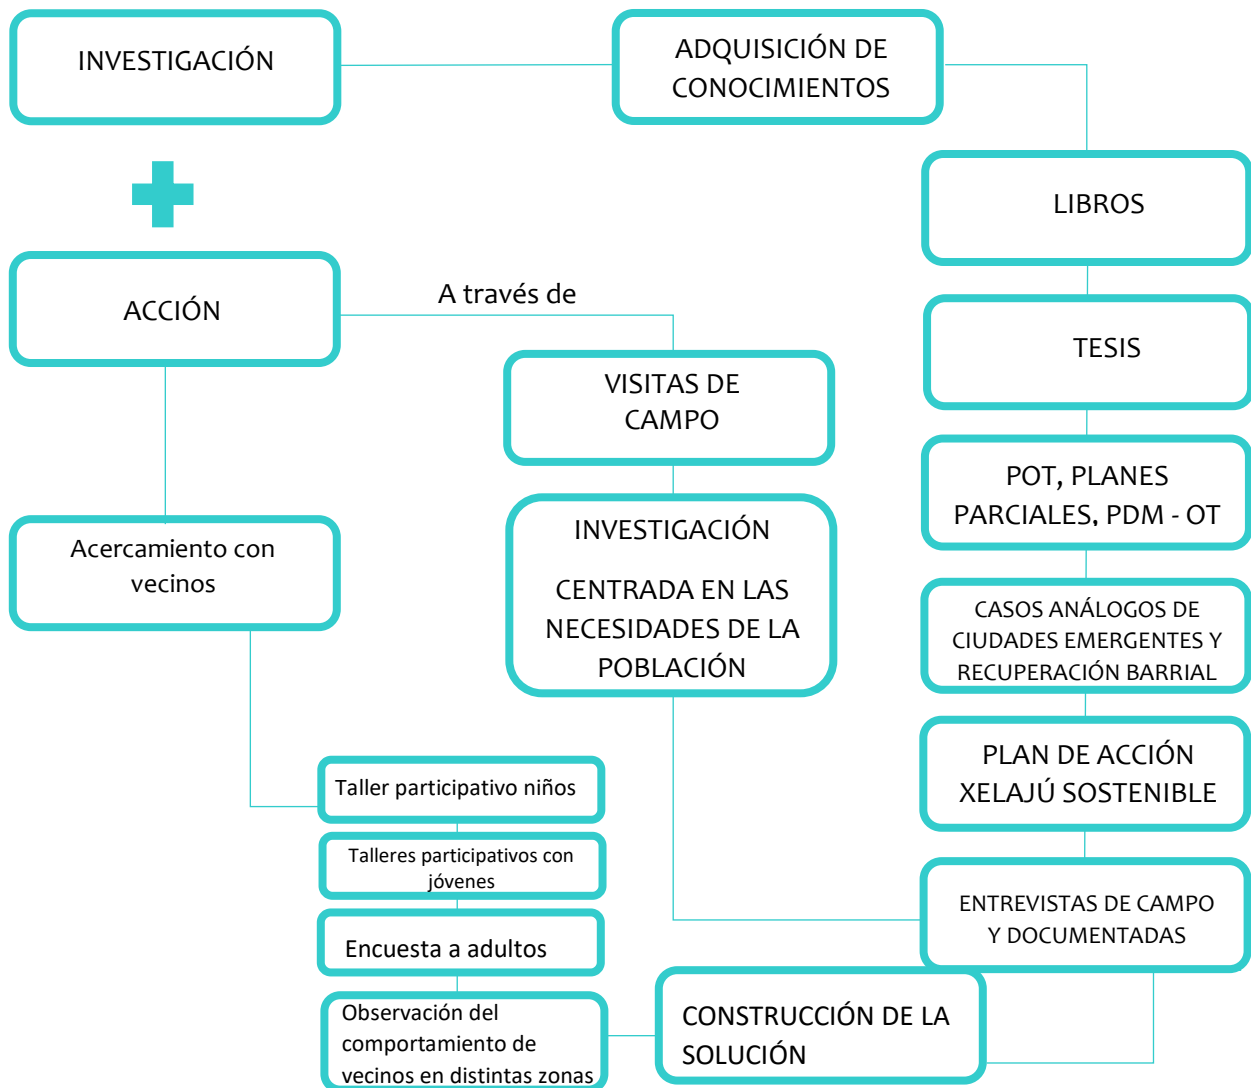 INVESTIGACIÓN
ADQUISICIÓN DE
CONOCIMIENTOS
LIBROS
ACCIÓN
A través de
TESIS
VISITAS DE
CAMPO
POT, PLANES
PARCIALES, PDM - OT
INVESTIGACIÓN
CENTRADA EN LAS
NECESIDADES DE LA
POBLACIÓN
Acercamiento con
vecinos
CASOS ANÁLOGOS DE
CIUDADES EMERGENTES Y
RECUPERACIÓN BARRIAL
PLAN DE ACCIÓN
XELAJÚ SOSTENIBLE
Taller participativo niños
Talleres participativos con
jóvenes
Encuesta a adultos
ENTREVISTAS DE CAMPO
Y DOCUMENTADAS
Observación del
comportamiento de
vecinos en distintas zonas
CONSTRUCCIÓN DE LA
SOLUCIÓN